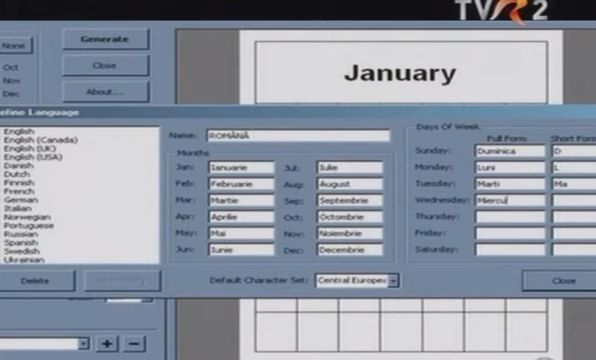 TVR 2
None
Generate
Close
Oct
Nov
Dec
About...
January
efine Language
English
English (Canada)
English (UK)
English (USA)
Danish
Dutch
Finnish
French
German
Italian
Norwegian
Portuguese
Russian
Spanish
Swedish
Ukrainian
Name: ROMÂNĂ
Months
Jan: Ianuarie Jul: Iulie
Feb: Februarie Aug: August
Mar: Martie Sep: Septembrie
Apr: Aprilie Oct: Octombrie
May: Mai Nov: Noiembrie
Jun: Iunie Dec: Decembrie
Days Of Week
Full Form Short Form
Sunday: Duminica D
Monday: Luni L
Tuesday: Marti Ma
Wednesday: Miercu
Thursday:
Friday:
Saturday:
Delete
Default Character Set: Central Europea
Close